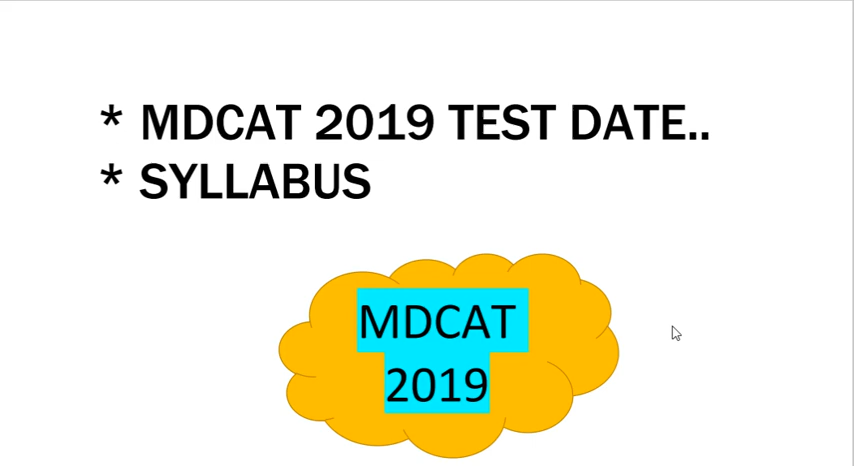 * MDCAT 2019 TEST DATE..
* SYLLABUS
MDCAT
2019